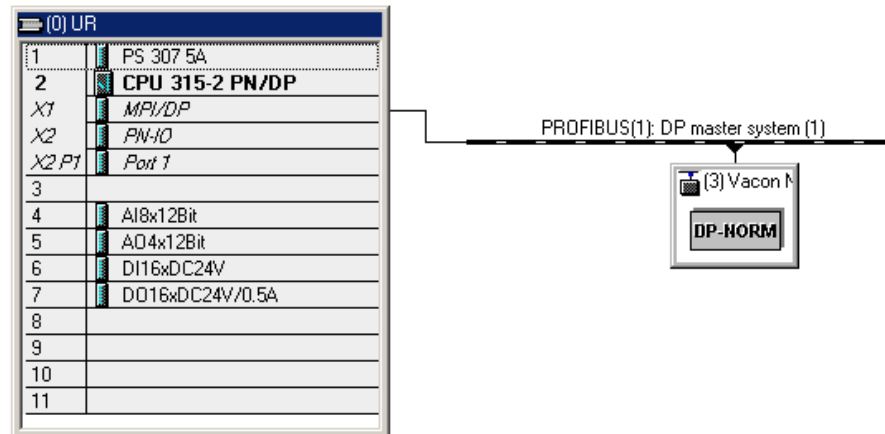 (0) UR
1 PS 307 5A
2 CPU 315-2 PN/DP
X1 MPI/DP
X2 PN-IO
X2 P1 Port 1
3
4 AI8x12Bit
5 AO4x12Bit
6 DI16xDC24V
7 DO16xDC24V/0.5A
8
9
10
11
PROFIBUS(1): DP master system (1)
(3) Vacon N
DP-NORM